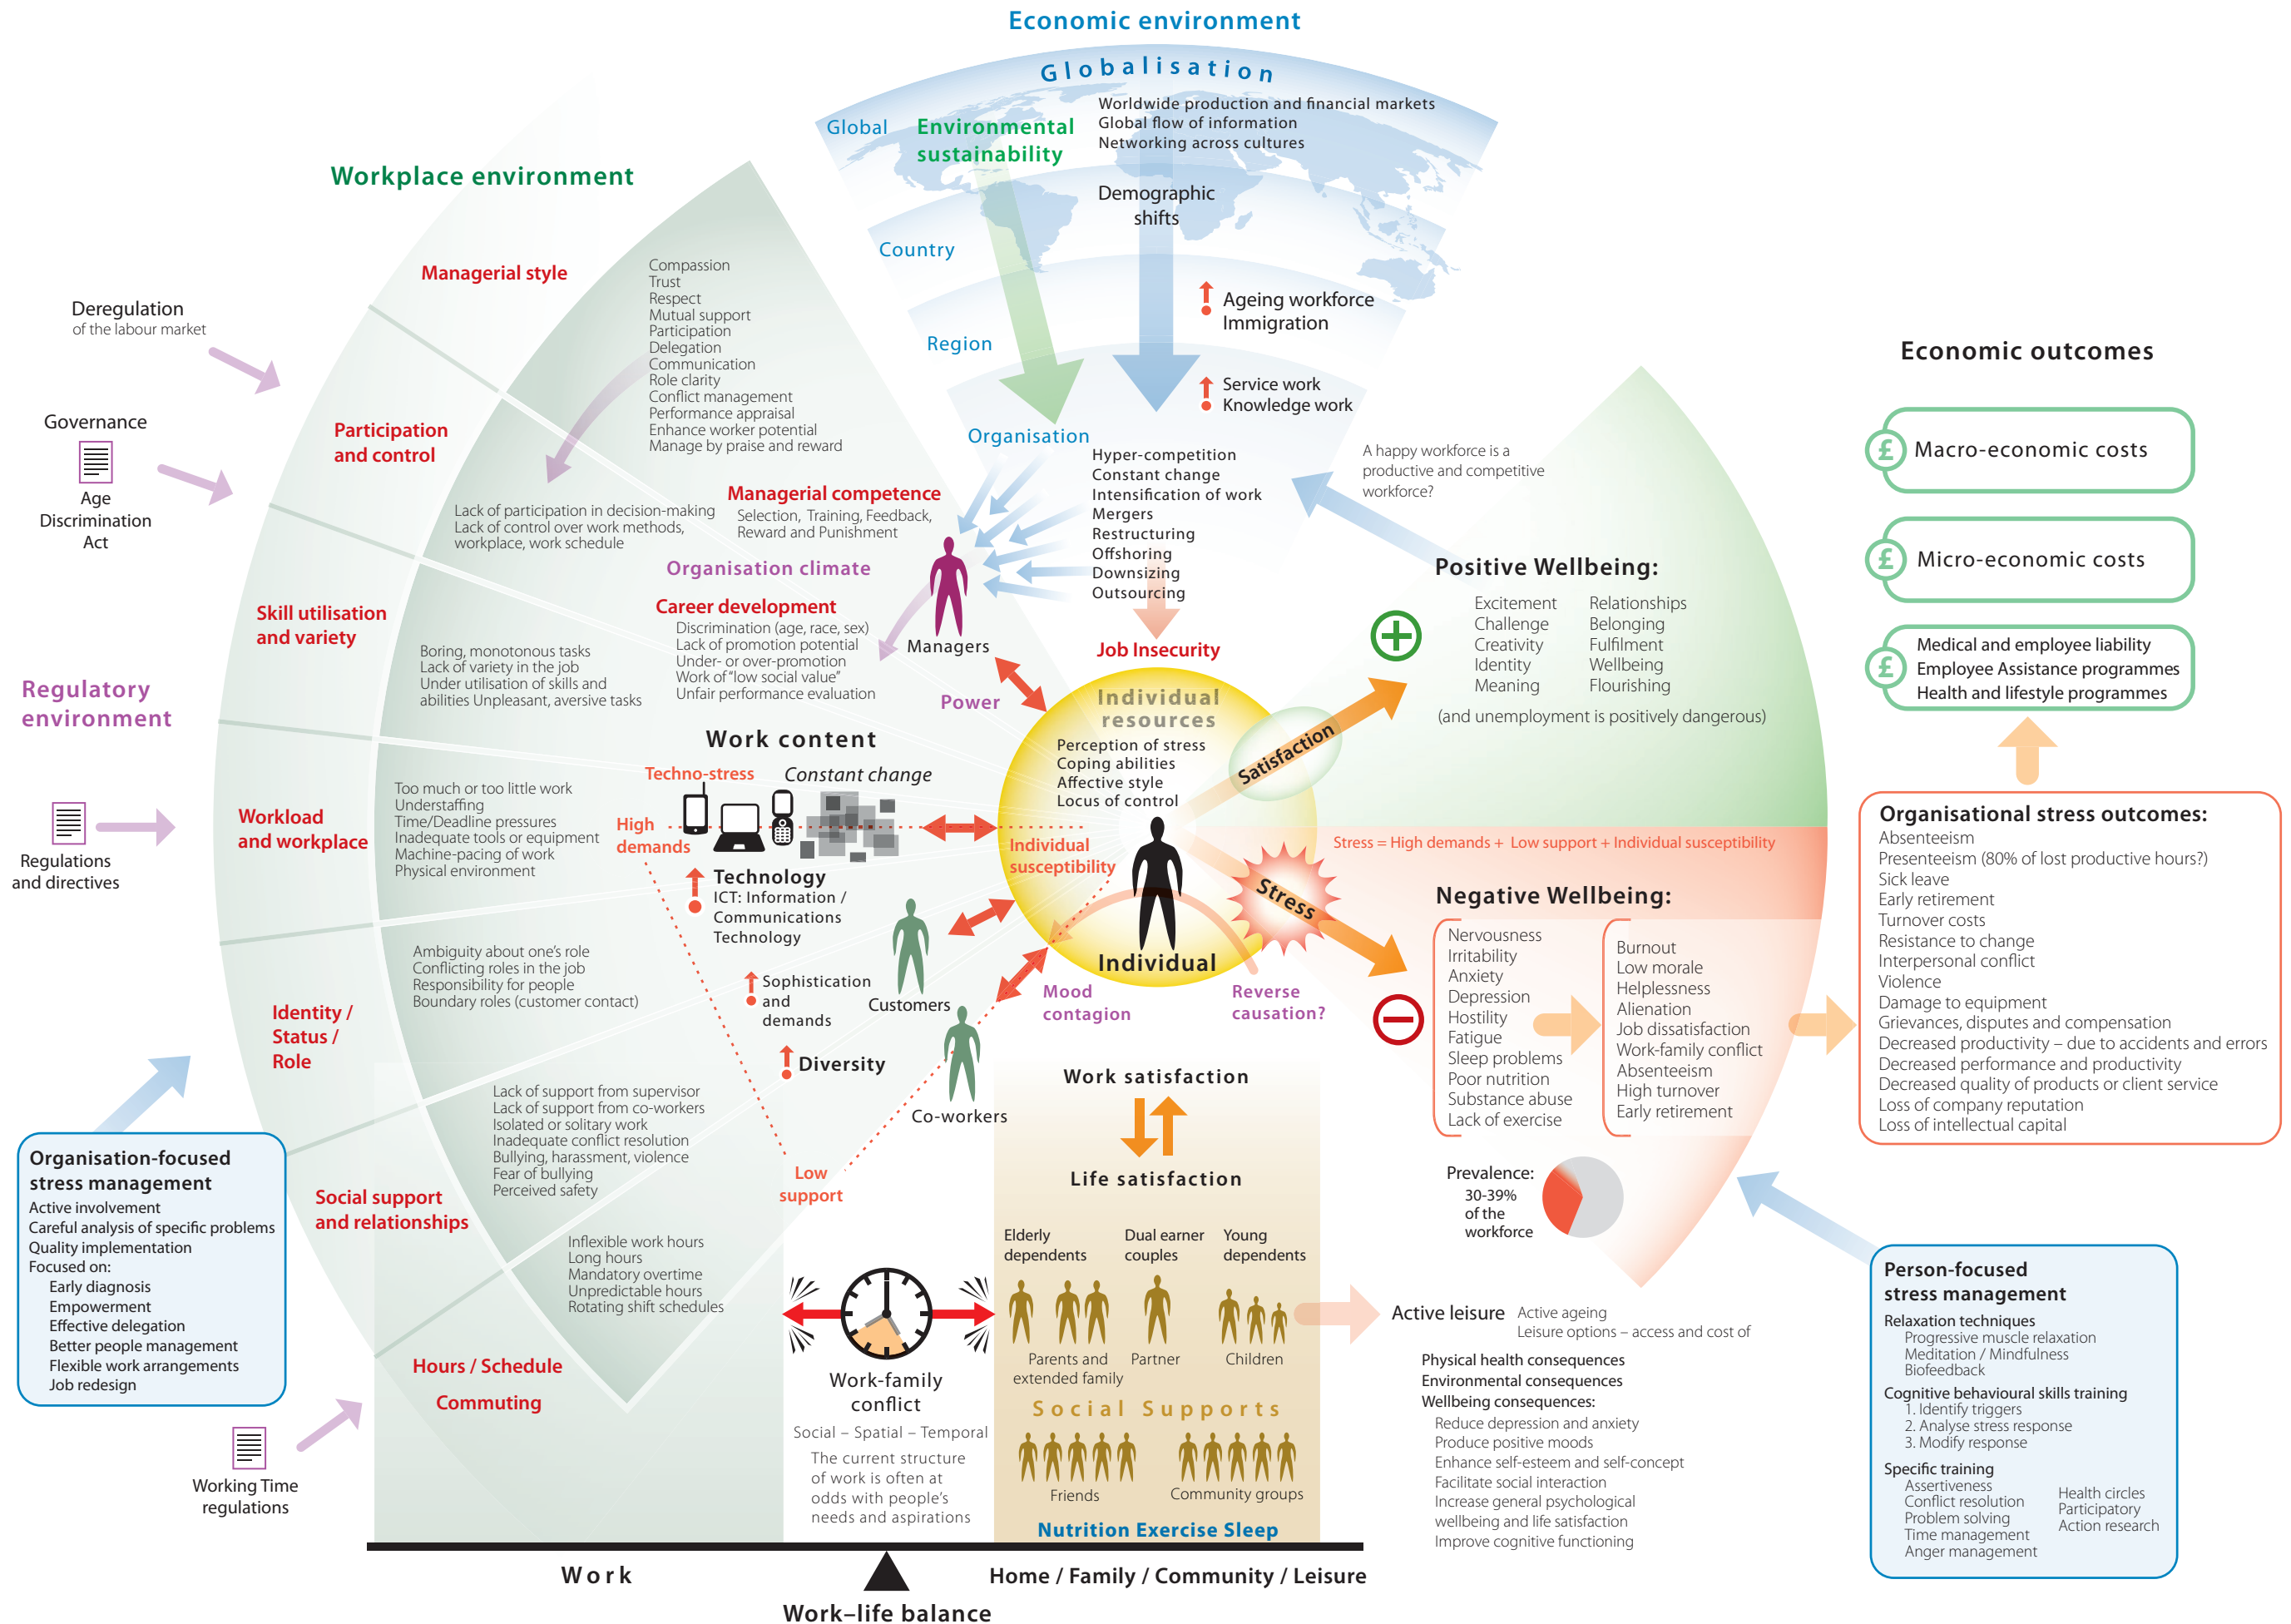 Economic environment
Globalisation
Worldwide production and financial markets
Global flow of information
Networking across cultures
Global
Environmental
sustainability
Demographic
shifts
Country
Ageing workforce
Immigration
Region
Service work
Knowledge work
Organisation
Hyper-competition
Constant change
Intensification of work
Mergers
Restructuring
Offshoring
Downsizing
Outsourcing
Job Insecurity
Workplace environment
Managerial style
Compassion
Trust
Respect
Mutual support
Participation
Delegation
Communication
Role clarity
Conflict management
Performance appraisal
Enhance worker potential
Manage by praise and reward
Deregulation
of the labour market
Governance
Age
Discrimination
Act
Regulatory
environment
Regulations
and directives
Participation
and control
Lack of participation in decision-making
Lack of control over work methods,
workplace, work schedule
Managerial competence
Selection, Training, Feedback,
Reward and Punishment
Organisation climate
Career development
Discrimination (age, race, sex)
Lack of promotion potential
Under- or over-promotion
Work of "low social value"
Unfair performance evaluation
Managers
Power
Skill utilisation
and variety
Boring, monotonous tasks
Lack of variety in the job
Under utilisation of skills and
abilities Unpleasant, aversive tasks
Work content
Techno-stress
Constant change
High
demands
Technology
ICT: Information /
Communications
Technology
Workload
and workplace
Too much or too little work
Understaffing
Time/Deadline pressures
Inadequate tools or equipment
Machine-pacing of work
Physical environment
Sophistication
and
demands
Customers
Diversity
Co-workers
Low
support
Identity /
Status /
Role
Ambiguity about one's role
Conflicting roles in the job
Responsibility for people
Boundary roles (customer contact)
Social support
and relationships
Lack of support from supervisor
Lack of support from co-workers
Isolated or solitary work
Inadequate conflict resolution
Bullying, harassment, violence
Fear of bullying
Perceived safety
Hours / Schedule
Commuting
Inflexible work hours
Long hours
Mandatory overtime
Unpredictable hours
Rotating shift schedules
Organisation-focused
stress management
Active involvement
Careful analysis of specific problems
Quality implementation
Focused on:
Early diagnosis
Empowerment
Effective delegation
Better people management
Flexible work arrangements
Job redesign
Working Time
regulations
Individual
resources
Perception of stress
Coping abilities
Affective style
Locus of control
Individual
susceptibility
Individual
Mood
contagion
Reverse
causation?
Satisfaction
Stress
A happy workforce is a
productive and competitive
workforce?
Positive Wellbeing:
Excitement
Challenge
Creativity
Identity
Meaning
Relationships
Belonging
Fulfilment
Wellbeing
Flourishing
(and unemployment is positively dangerous)
Stress = High demands + Low support + Individual susceptibility
Negative Wellbeing:
Nervousness
Irritability
Anxiety
Depression
Hostility
Fatigue
Sleep problems
Poor nutrition
Substance abuse
Lack of exercise
Burnout
Low morale
Helplessness
Alienation
Job dissatisfaction
Work-family conflict
Absenteeism
High turnover
Early retirement
Prevalence:
30-39%
of the
workforce
Economic outcomes
£ Macro-economic costs
£ Micro-economic costs
£
Medical and employee liability
Employee Assistance programmes
Health and lifestyle programmes
Organisational stress outcomes:
Absenteeism
Presenteeism (80% of lost productive hours?)
Sick leave
Early retirement
Turnover costs
Resistance to change
Interpersonal conflict
Violence
Damage to equipment
Grievances, disputes and compensation
Decreased productivity – due to accidents and errors
Decreased performance and productivity
Decreased quality of products or client service
Loss of company reputation
Loss of intellectual capital
Person-focused
stress management
Relaxation techniques
Progressive muscle relaxation
Meditation / Mindfulness
Biofeedback
Cognitive behavioural skills training
1. Identify triggers
2. Analyse stress response
3. Modify response
Specific training
Assertiveness
Conflict resolution
Problem solving
Time management
Anger management
Health circles
Participatory
Action research
Work satisfaction
Life satisfaction
Elderly
dependents
Dual earner
couples
Young
dependents
Parents and
extended family
Partner
Children
Social Supports
Friends
Community groups
Nutrition Exercise Sleep
Work-family
conflict
Social – Spatial – Temporal
The current structure
of work is often at
odds with people's
needs and aspirations
Active leisure
Active ageing
Leisure options – access and cost of
Physical health consequences
Environmental consequences
Wellbeing consequences:
Reduce depression and anxiety
Produce positive moods
Enhance self-esteem and self-concept
Facilitate social interaction
Increase general psychological
wellbeing and life satisfaction
Improve cognitive functioning
Work
Home / Family / Community / Leisure
Work–life balance